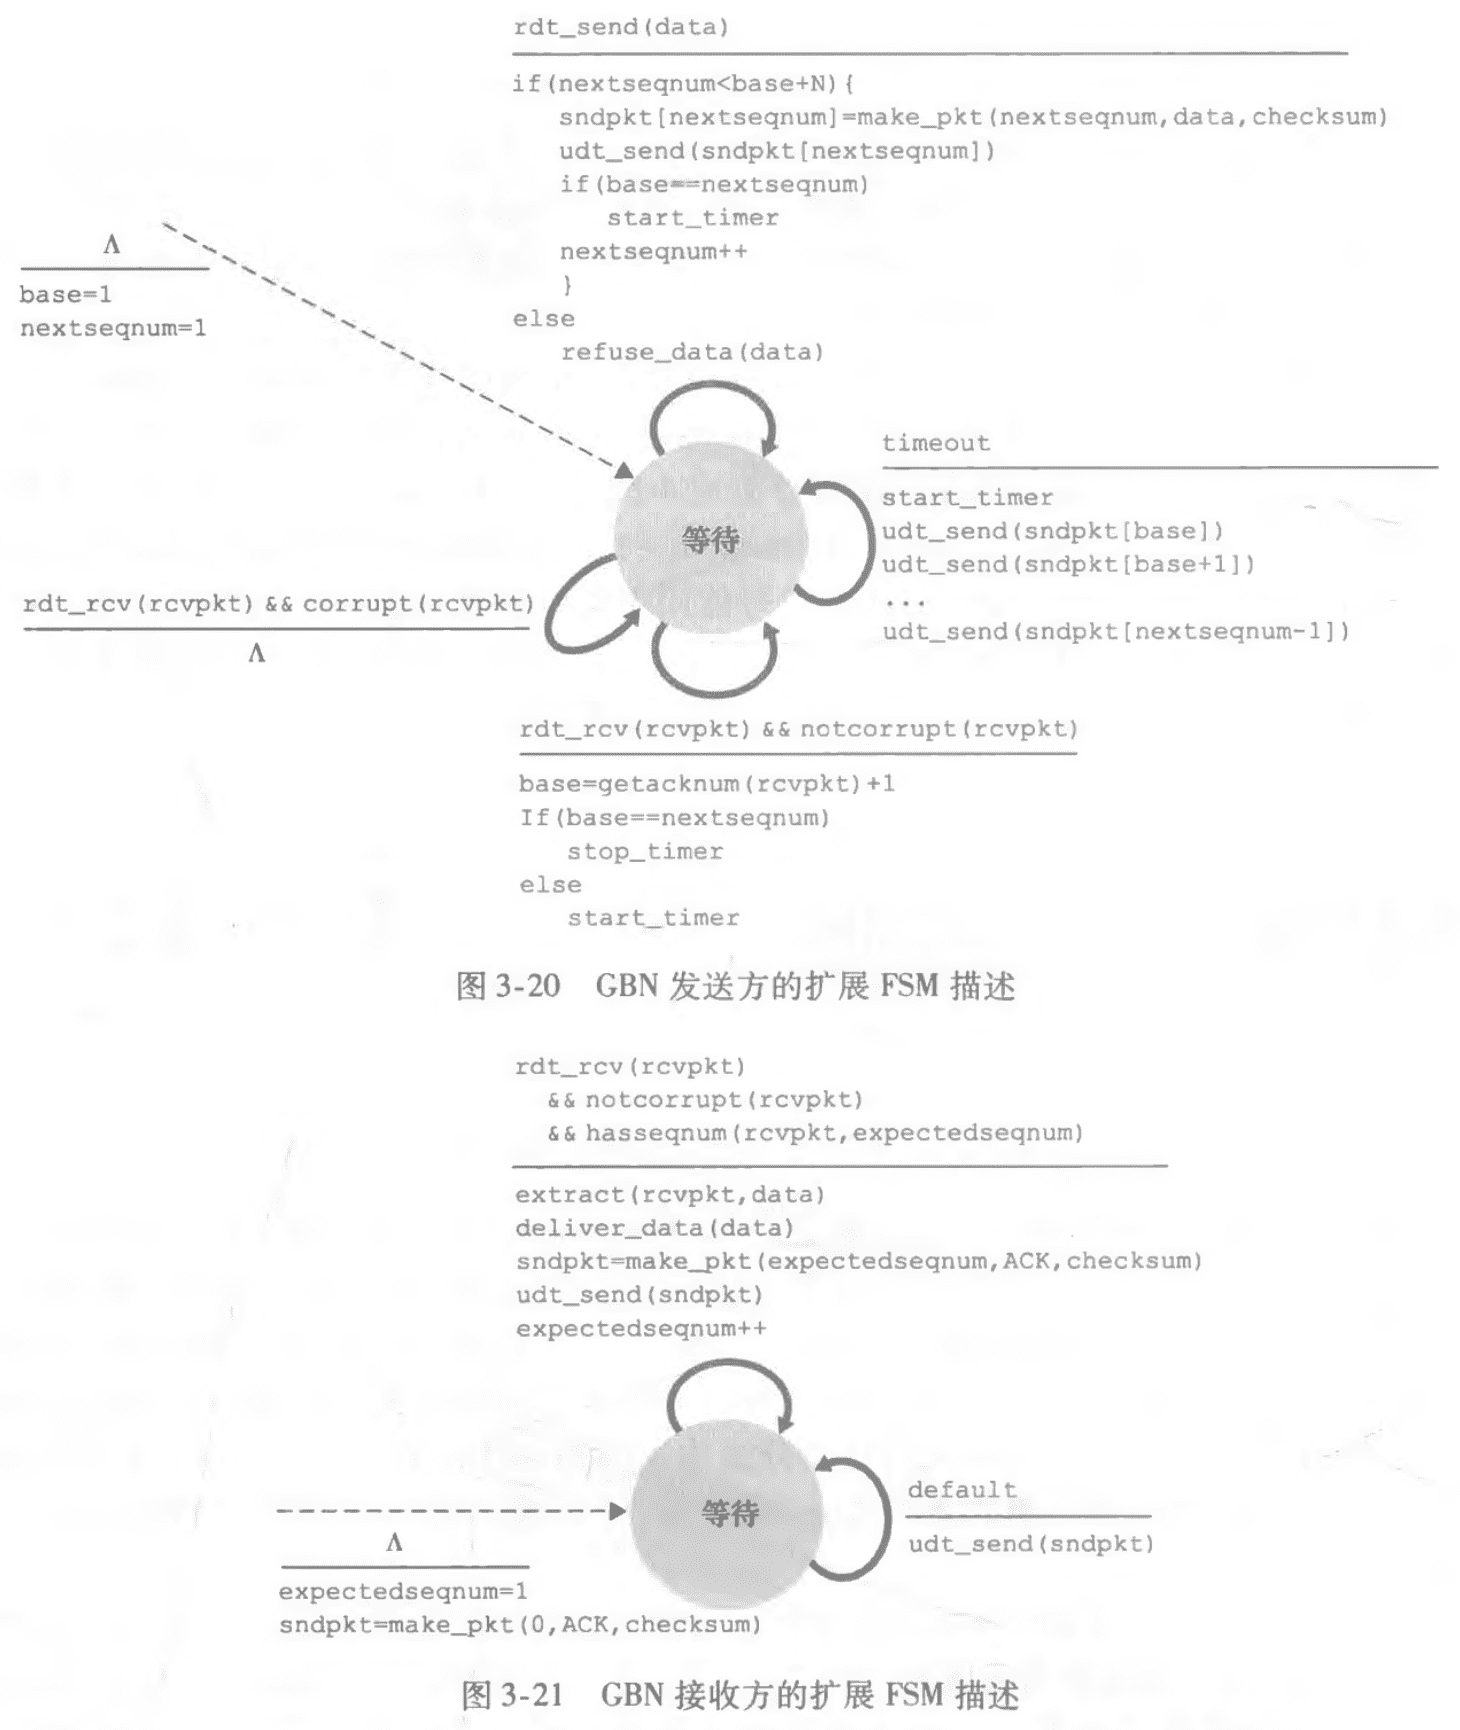 rdt_send(data)
if(nextseqnum<base+N){
sndpkt[nextseqnum]=make_pkt(nextseqnum,data,checksum)
udt_send(sndpkt[nextseqnum])
if(base==nextseqnum)
start_timer
nextseqnum++
}
else
refuse_data(data)
Λ
base=1
nextseqnum=1
timeout
start_timer
udt_send(sndpkt[base])
udt_send(sndpkt[base+1])
...
udt_send(sndpkt[nextseqnum-1])
等待
rdt_rcv(rcvpkt) && corrupt(rcvpkt)
Λ
rdt_rcv(rcvpkt) && notcorrupt(rcvpkt)
base=getacknum(rcvpkt)+1
If(base==nextseqnum)
stop_timer
else
start_timer
图 3-20 GBN 发送方的扩展 FSM 描述
rdt_rcv(rcvpkt)
&& notcorrupt(rcvpkt)
&& hasseqnum(rcvpkt,expectedseqnum)
extract(rcvpkt,data)
deliver_data(data)
sndpkt=make_pkt(expectedseqnum,ACK,checksum)
udt_send(sndpkt)
expectedseqnum++
等待
default
udt_send(sndpkt)
Λ
expectedseqnum=1
sndpkt=make_pkt(0,ACK,checksum)
图 3-21 GBN 接收方的扩展 FSM 描述